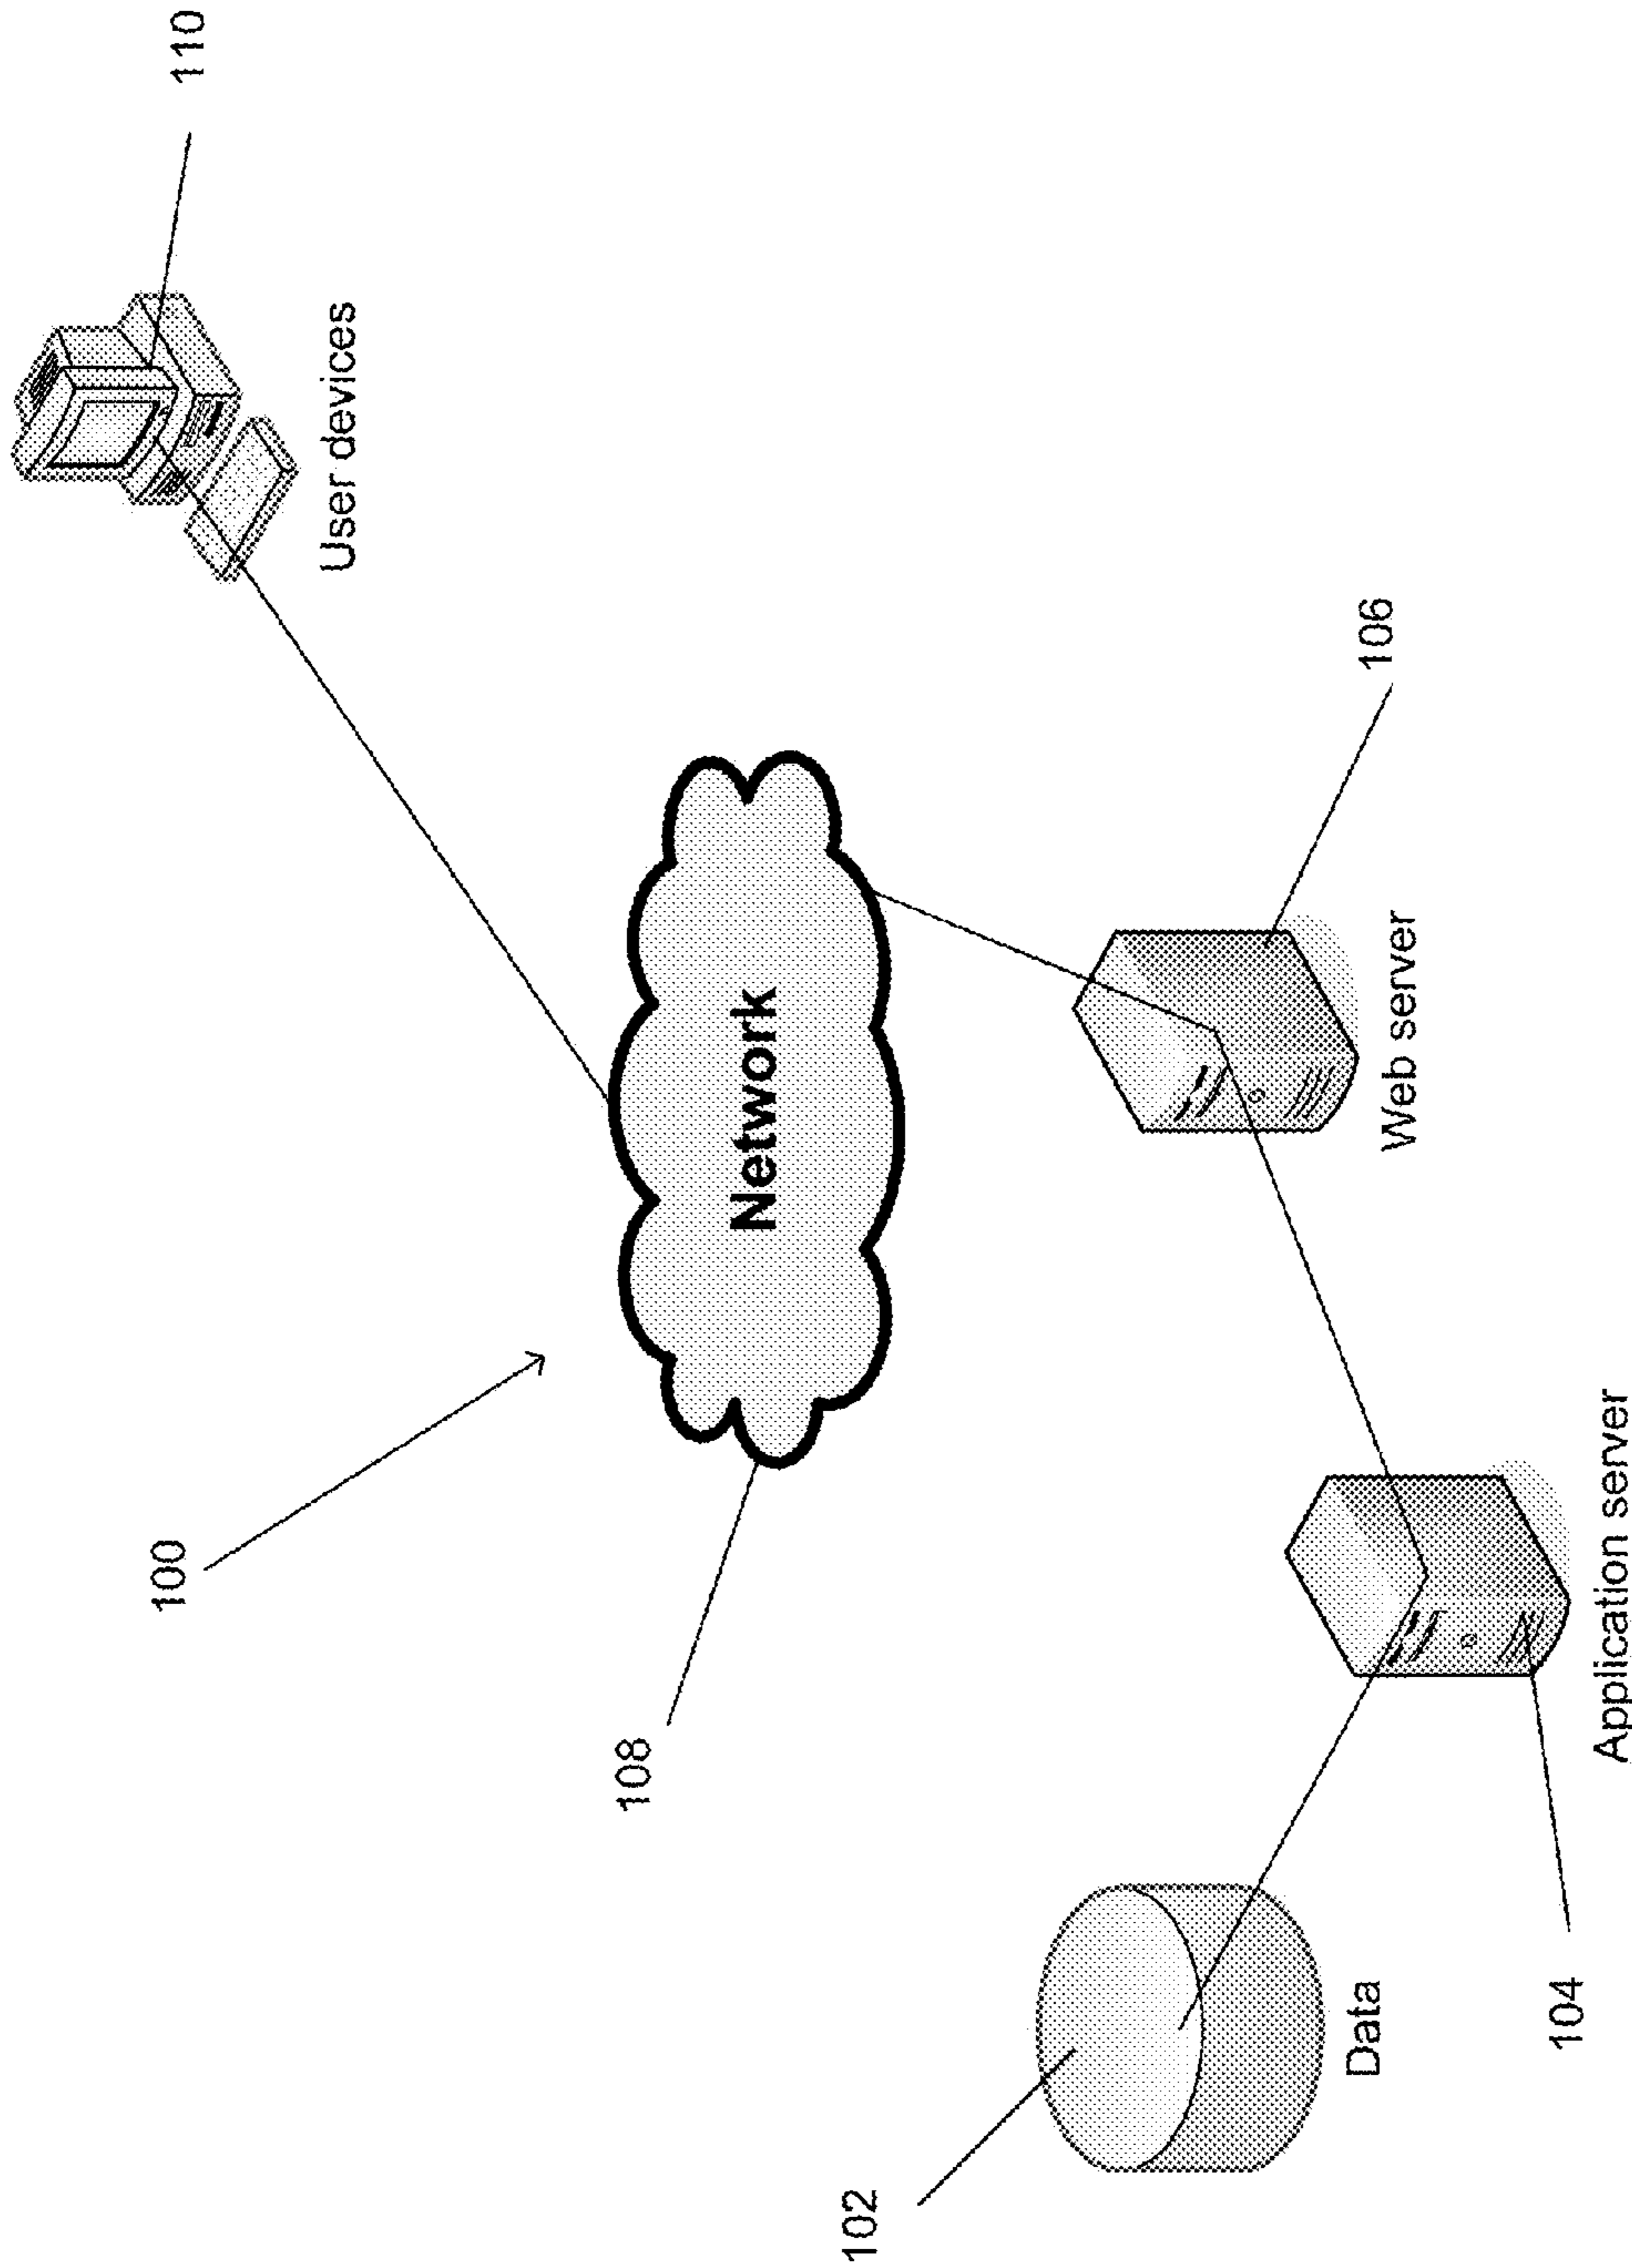 110
User devices
100
Network
108
106
Web server
102
Data
Application server
104